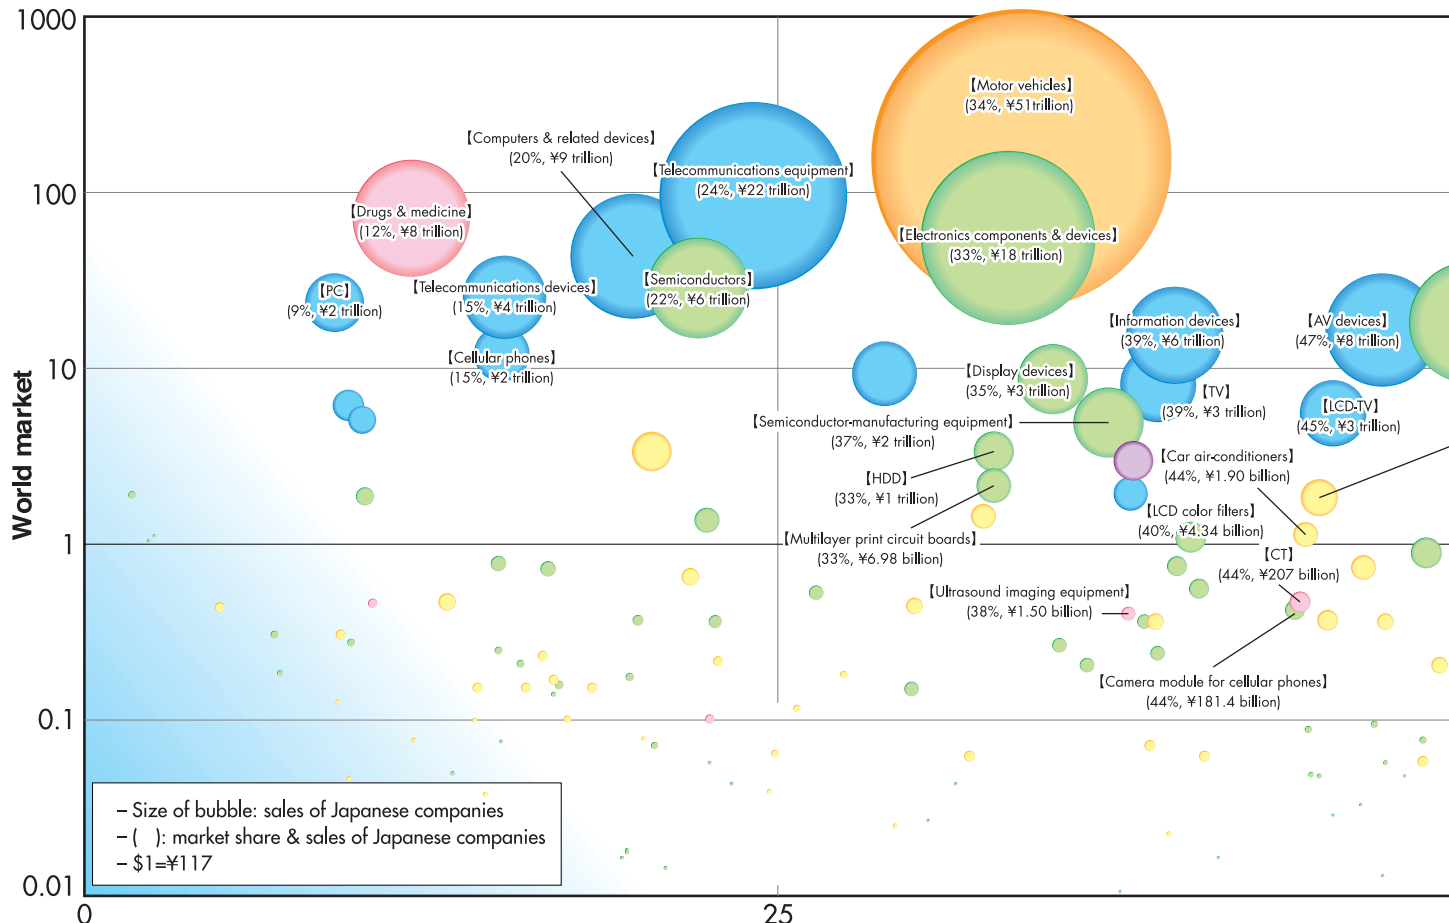 1000
100
10
1
0.1
0.01
World market
0
25
【Motor vehicles】
(34%, ¥51trillion)
【Computers & related devices】
(20%, ¥9 trillion)
【Telecommunications equipment】
(24%, ¥22 trillion)
【Drugs & medicine】
(12%, ¥8 trillion)
【Electronics components & devices】
(33%, ¥18 trillion)
【PC】
(9%, ¥2 trillion)
【Telecommunications devices】
(15%, ¥4 trillion)
【Semiconductors】
(22%, ¥6 trillion)
【Information devices】
(39%, ¥6 trillion)
【AV devices】
(47%, ¥8 trillion)
【Cellular phones】
(15%, ¥2 trillion)
【Display devices】
(35%, ¥3 trillion)
【TV】
(39%, ¥3 trillion)
【LCD-TV】
(45%, ¥3 trillion)
【Semiconductor-manufacturing equipment】
(37%, ¥2 trillion)
【Car air-conditioners】
(44%, ¥1.90 billion)
【HDD】
(33%, ¥1 trillion)
【LCD color filters】
(40%, ¥4.34 billion)
【Multilayer print circuit boards】
(33%, ¥6.98 billion)
【CT】
(44%, ¥207 billion)
【Ultrasound imaging equipment】
(38%, ¥1.50 billion)
【Camera module for cellular phones】
(44%, ¥181.4 billion)
– Size of bubble: sales of Japanese companies
– (   ): market share & sales of Japanese companies
– $1=¥117